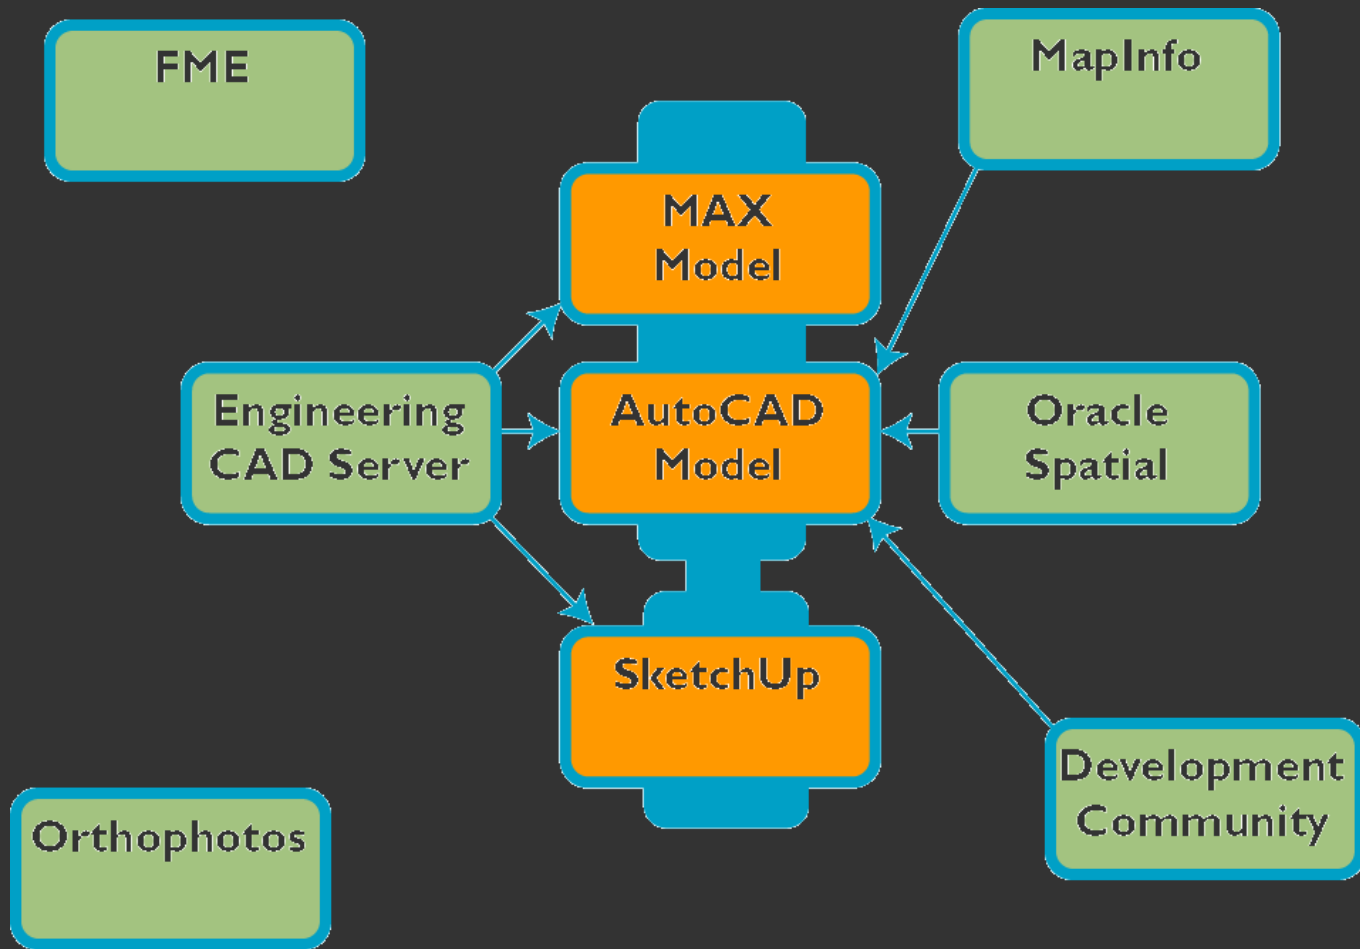 FME
MapInfo
MAX
Model
Engineering
CAD Server
AutoCAD
Model
Oracle
Spatial
SketchUp
Development
Community
Orthophotos